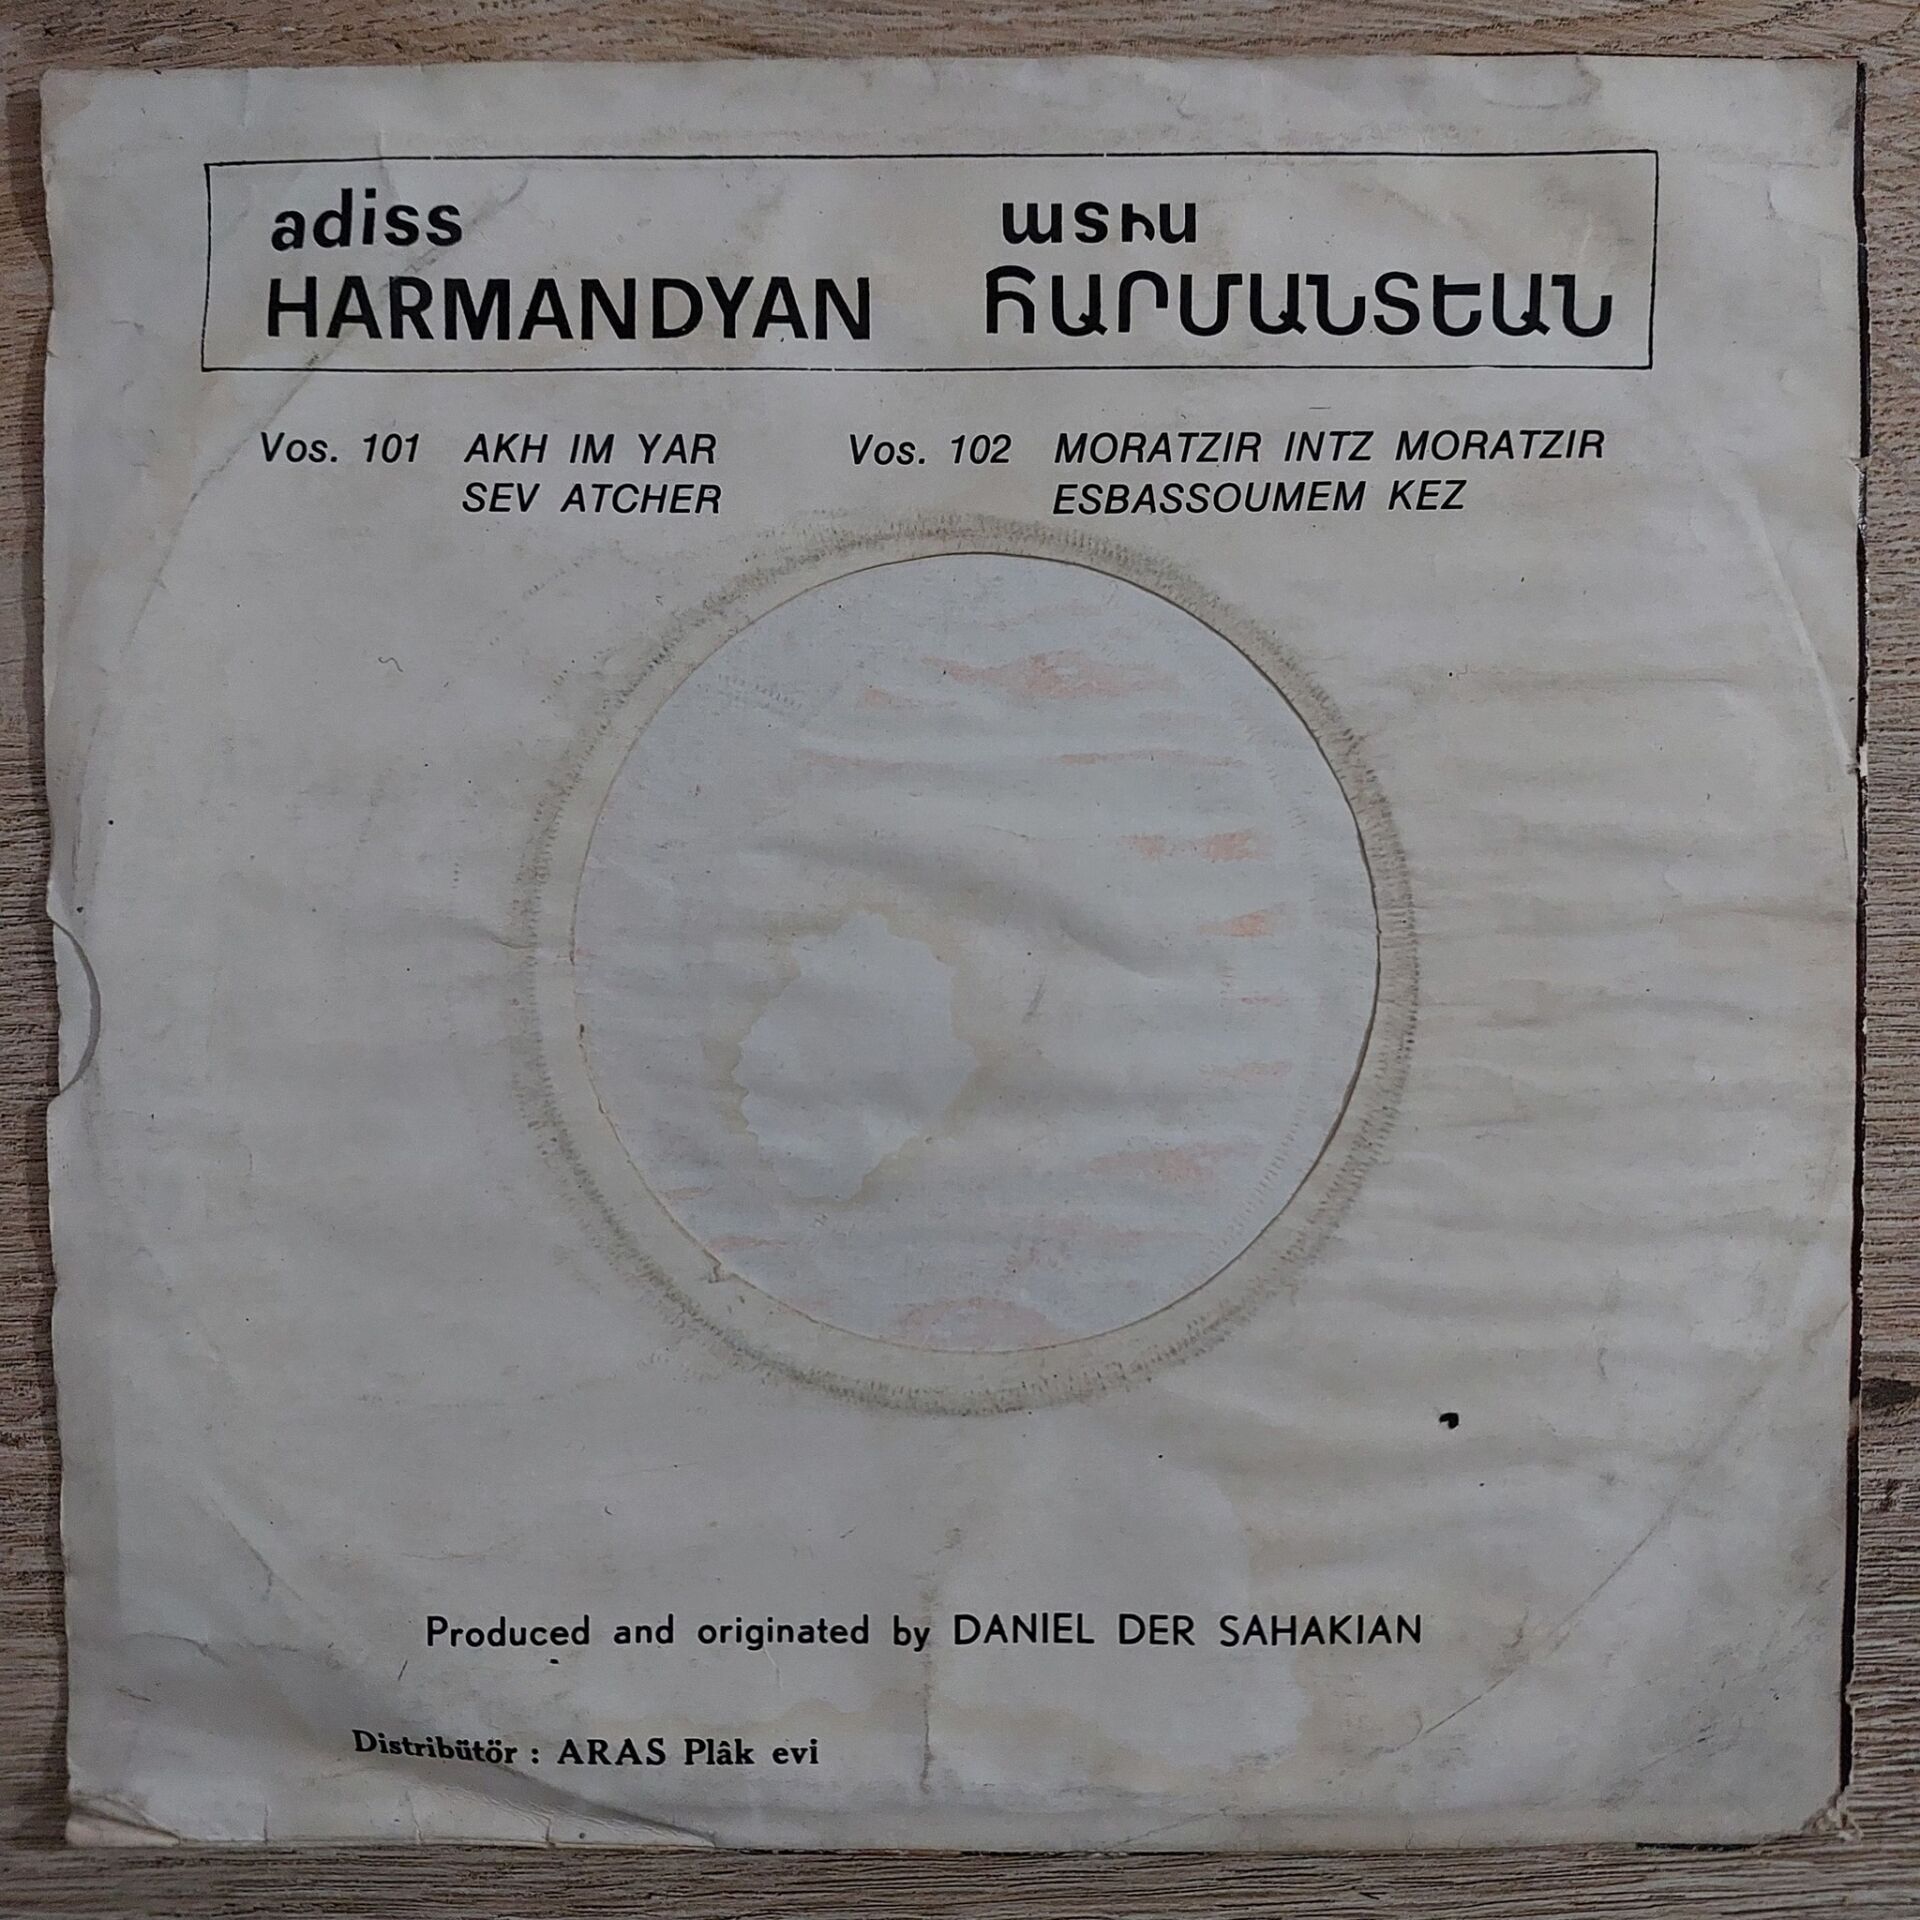 adiss
HARMANDYAN
ատիս
ՀԱՐՄԱՆՏԵԱՆ
Vos. 101 AKH IM YAR
SEV ATCHER
Vos. 102 MORATZIR INTZ MORATZIR
ESBASSOUMEM KEZ
Produced and originated by DANIEL DER SAHAKIAN
Distribütör : ARAS Plâk evi